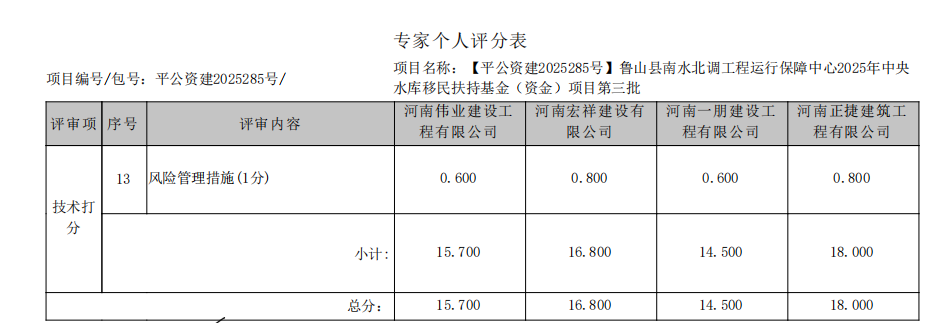 专家个人评分表
项目编号/包号：平公资建2025285号/
项目名称：【平公资建2025285号】鲁山县南水北调工程运行保障中心2025年中央
水库移民扶持基金（资金）项目第三批
评审项 序号 评审内容 河南伟业建设工 河南宏祥建设有 河南一朋建设工 河南正捷建筑工
程有限公司 限公司 程有限公司 程有限公司
13 风险管理措施(1分) 0.600 0.800 0.600 0.800
技术打
分
小计: 15.700 16.800 14.500 18.000
总分: 15.700 16.800 14.500 18.000